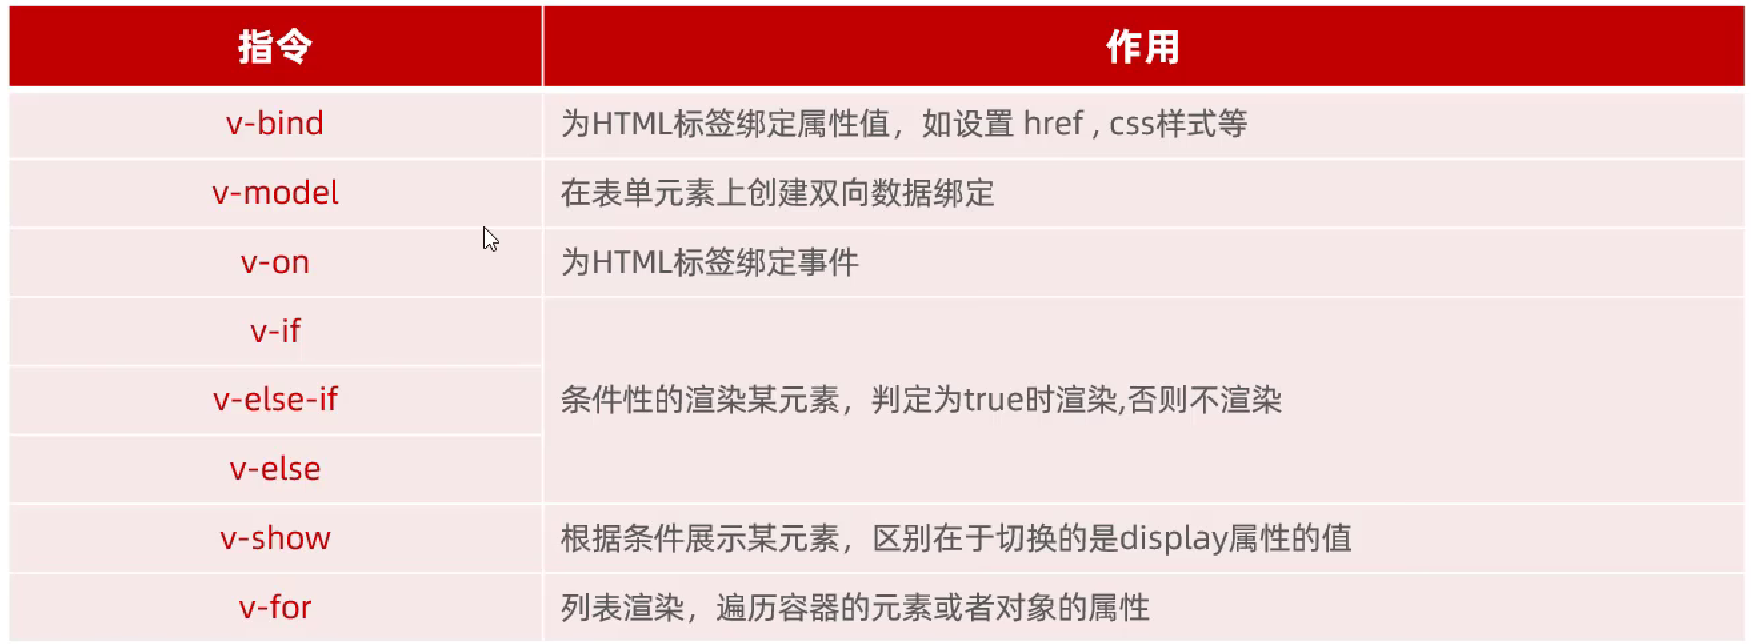 指令 作用
v-bind 为HTML标签绑定属性值，如设置 href , css样式等
v-model 在表单元素上创建双向数据绑定
v-on 为HTML标签绑定事件
v-if
v-else-if 条件性的渲染某元素，判定为true时渲染,否则不渲染
v-else
v-show 根据条件展示某元素，区别在于切换的是display属性的值
v-for 列表渲染，遍历容器的元素或者对象的属性